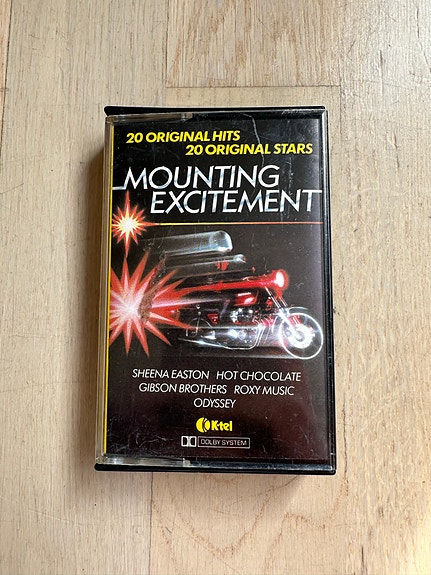 20 ORIGINAL HITS
20 ORIGINAL STARS
MOUNTING
EXCITEMENT
SHEENA EASTON HOT CHOCOLATE
GIBSON BROTHERS ROXY MUSIC
ODYSSEY
K-tel
DOLBY SYSTEM